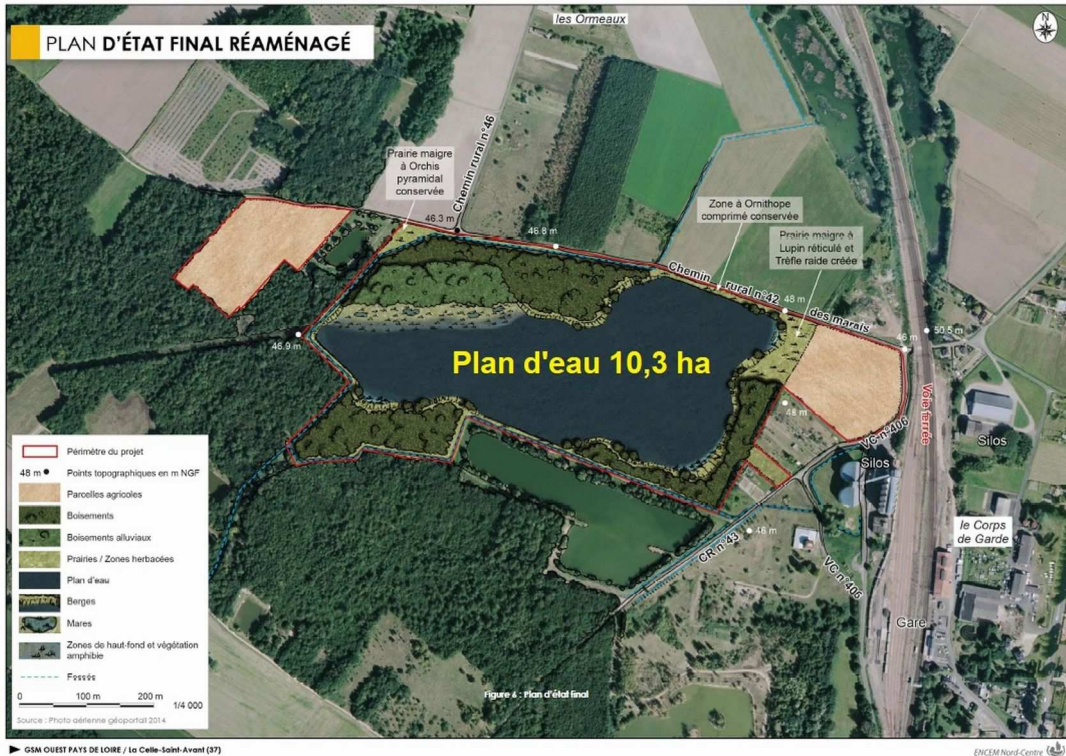 PLAN D'ÉTAT FINAL RÉAMÉNAGÉ
les Ormeaux
N
Chemin rural n°46
Prairie maigre
à Orchis
pyramidal
conservée
46.3 m
46.8 m
Zone à Ornithope
comprimé conservée
Prairie maigre à
Lupin réticulé et
Trèfle raide créée
Chemin rural n°42 des marais
48 m
46 m
50.5 m
46.9 m
Plan d'eau 10,3 ha
48 m
Voie ferrée
VC n°406
Silos
Silos
le Corps
de Garde
46 m
CR n°43
VC n°406
Gare
Périmètre du projet
48 m Points topographiques en m NGF
Parcelles agricoles
Boisements
Boisements alluviaux
Prairies / Zones herbacées
Plan d'eau
Berges
Mares
Zones de haut-fond et végétation
amphibie
Fossés
0 100 m 200 m
1/4 000
Source : Photo aérienne géoportail 2014
Figure 6 : Plan d'état final
GSM OUEST PAYS DE LOIRE / La Celle-Saint-Avant (37)
ENCEM Nord-Centre